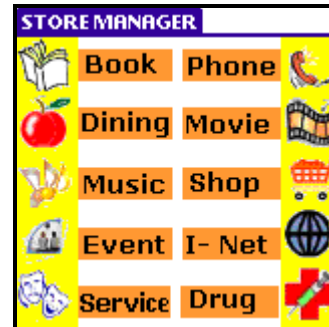 STORE MANAGER
Book Phone
Dining Movie
Music Shop
Event I- Net
Service Drug